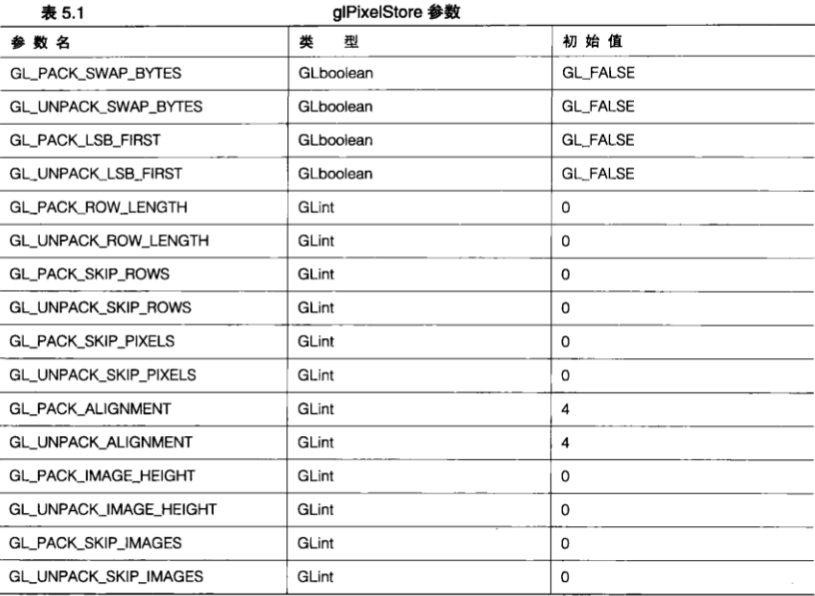 表 5.1 glPixelStore 参数
参 数 名 类 型 初 始 值
GL_PACK_SWAP_BYTES GLboolean GL_FALSE
GL_UNPACK_SWAP_BYTES GLboolean GL_FALSE
GL_PACK_LSB_FIRST GLboolean GL_FALSE
GL_UNPACK_LSB_FIRST GLboolean GL_FALSE
GL_PACK_ROW_LENGTH GLint 0
GL_UNPACK_ROW_LENGTH GLint 0
GL_PACK_SKIP_ROWS GLint 0
GL_UNPACK_SKIP_ROWS GLint 0
GL_PACK_SKIP_PIXELS GLint 0
GL_UNPACK_SKIP_PIXELS GLint 0
GL_PACK_ALIGNMENT GLint 4
GL_UNPACK_ALIGNMENT GLint 4
GL_PACK_IMAGE_HEIGHT GLint 0
GL_UNPACK_IMAGE_HEIGHT GLint 0
GL_PACK_SKIP_IMAGES GLint 0
GL_UNPACK_SKIP_IMAGES GLint 0